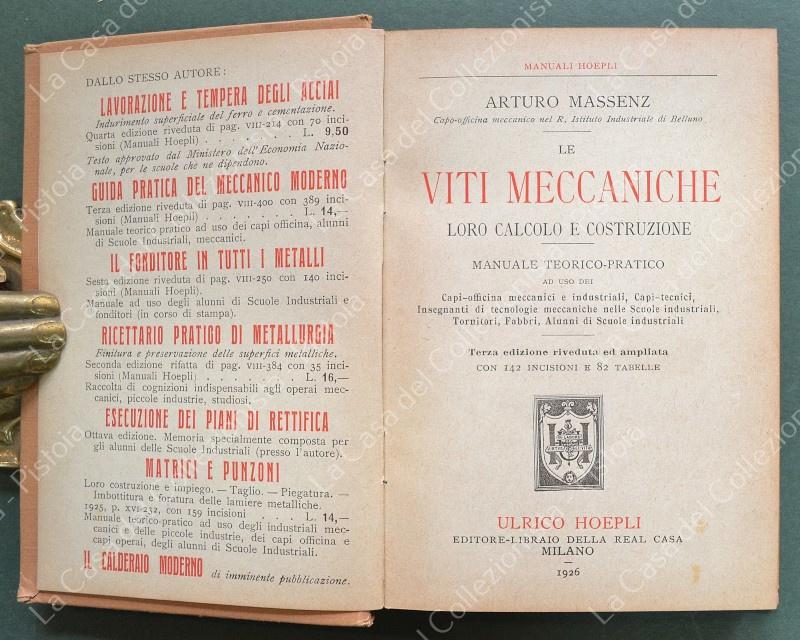 DALLO STESSO AUTORE:
LAVORAZIONE E TEMPERA DEGLI ACCIAI
Indurimento superficiale del ferro e cementazione.
Quarta edizione riveduta di pag. VIII-214 con 70 inci-
sioni (Manuali Hoepli) . . . . . . . L. 9,50
Testo approvato dal Ministero dell'Economia Nazio-
nale, per le scuole che ne dipendono.
GUIDA PRATICA DEL MECCANICO MODERNO
Terza edizione riveduta di pag. VIII-400 con 389 inci-
sioni (Manuali Hoepli) . . . . . . . L. 14,—
Manuale teorico pratico ad uso dei capi officina, alunni
di Scuole Industriali, meccanici.
IL FONDITORE IN TUTTI I METALLI
Sesta edizione riveduta di pag. VIII-250 con 140 inci-
sioni (Manuali Hoepli).
Manuale ad uso degli alunni di Scuole Industriali e
fonditori (in corso di stampa).
RICETTARIO PRATICO DI METALLURGIA
Finitura e preservazione delle superfici metalliche.
Seconda edizione rifatta di pag. VIII-384 con 35 inci-
sioni (Manuali Hoepli) . . . . . . . L. 16,—
Raccolta di cognizioni indispensabili agli operai mec-
canici, piccole industrie, studiosi.
ESECUZIONE DEI PIANI DI RETTIFICA
Ottava edizione. Memoria specialmente composta per
gli alunni delle Scuole Industriali (presso l'autore).
MATRICI E PUNZONI
Loro costruzione e impiego. — Taglio. — Piegatura. —
Imbottitura e foratura delle lamiere metalliche.
1925, p. XVI-232, con 159 incisioni . . . L. 14,—
Manuale teorico-pratico ad uso degli industriali mec-
canici e delle piccole industrie, dei capi officina e
capi operai, degli alunni di Scuole Industriali.
IL CALDERAIO MODERNO di imminente pubblicazione.
MANUALI HOEPLI
ARTURO MASSENZ
Capo-officina meccanico nel R. Istituto Industriale di Belluno
LE
VITI MECCANICHE
LORO CALCOLO E COSTRUZIONE
MANUALE TEORICO-PRATICO
AD USO DEI
Capi-officina meccanici e industriali, Capi-tecnici,
Insegnanti di tecnologie meccaniche nelle Scuole industriali,
Tornitori, Fabbri, Alunni di Scuole industriali
Terza edizione riveduta ed ampliata
CON 142 INCISIONI E 82 TABELLE
ULRICO HOEPLI
EDITORE-LIBRAIO DELLA REAL CASA
MILANO
1926
La Casa del Collezionismo Pistoia